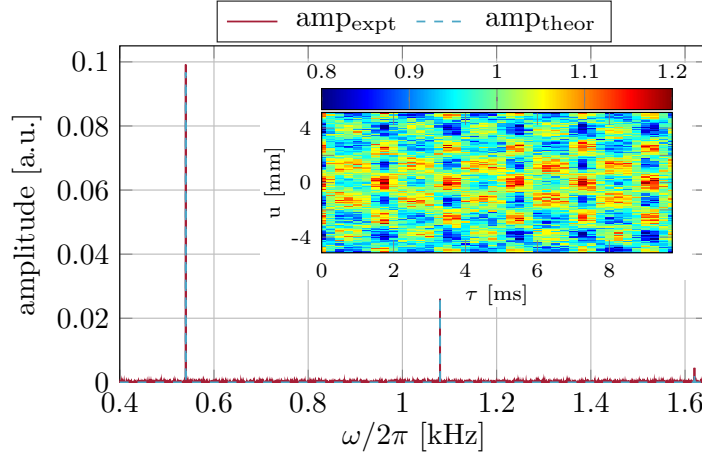 amp_expt amp_theor
0.8 0.9 1 1.1 1.2
0.1
0.08
0.06
0.04
0.02
0
amplitude [a.u.]
4
0
-4
u [mm]
0 2 4 6 8
τ [ms]
0.4 0.6 0.8 1 1.2 1.4 1.6
ω/2π [kHz]